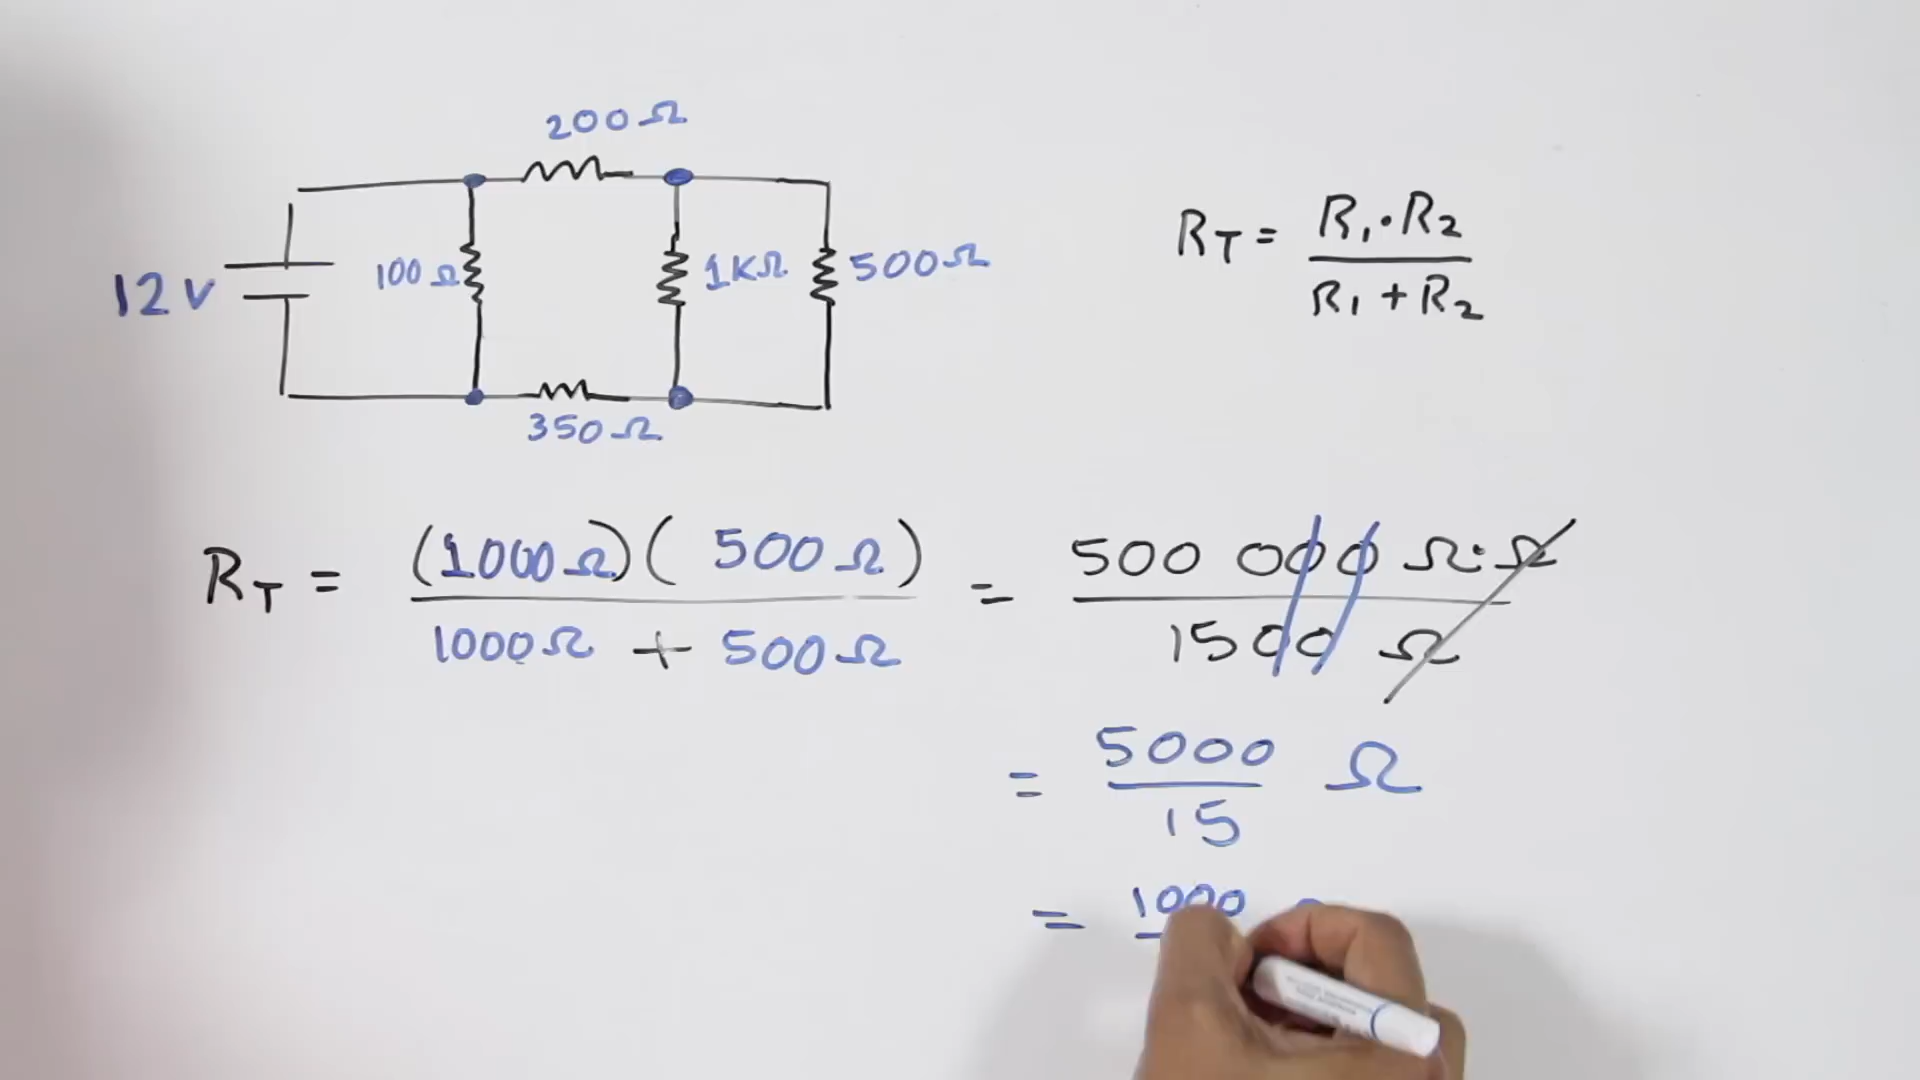 200Ω
12V
100Ω
1KΩ
500Ω
350Ω
R_T = R₁·R₂ / R₁ + R₂
R_T = (1000Ω)(500Ω) / 1000Ω + 500Ω = 500 000 Ω·Ω / 1500 Ω
= 5000 / 15 Ω
= 1000